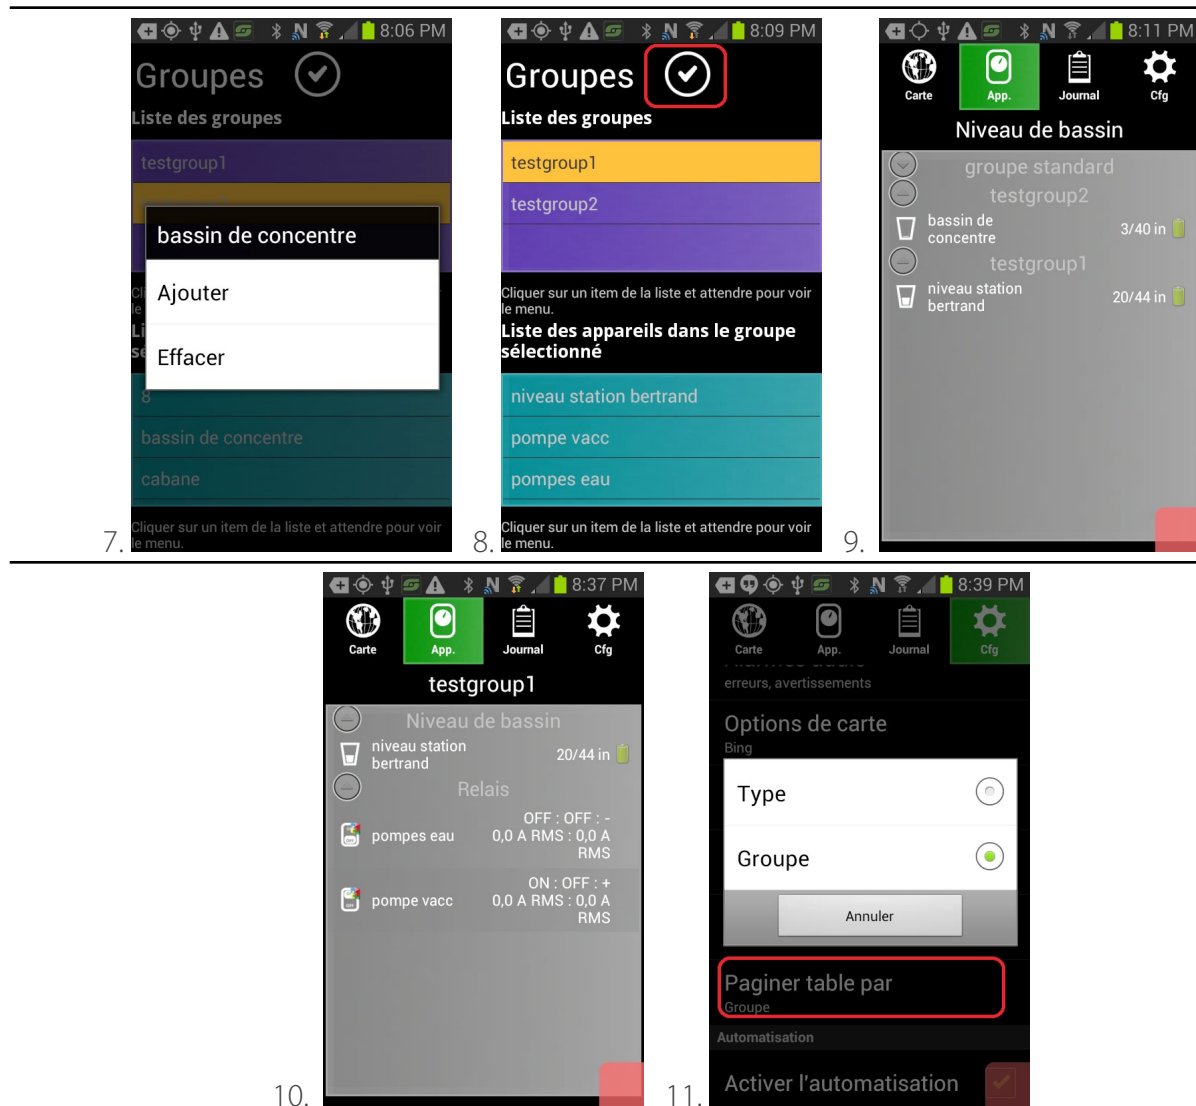 8:06 PM
Groupes
Liste des groupes
testgroup1
bassin de concentre
Ajouter
Effacer
8
bassin de concentre
cabane
Cliquer sur un item de la liste et attendre pour voir
le menu.
7.
8:09 PM
Groupes
Liste des groupes
testgroup1
testgroup2
Cliquer sur un item de la liste et attendre pour voir
le menu.
Liste des appareils dans le groupe
sélectionné
niveau station bertrand
pompe vacc
pompes eau
Cliquer sur un item de la liste et attendre pour voir
le menu.
8.
8:11 PM
Carte App. Journal Cfg
Niveau de bassin
groupe standard
testgroup2
bassin de
concentre 3/40 in
testgroup1
niveau station
bertrand 20/44 in
9.
8:37 PM
Carte App. Journal Cfg
testgroup1
Niveau de bassin
niveau station
bertrand 20/44 in
Relais
OFF : OFF : -
pompes eau 0,0 A RMS : 0,0 A
RMS
ON : OFF : +
pompe vacc 0,0 A RMS : 0,0 A
RMS
10.
8:39 PM
Carte App. Journal Cfg
erreurs, avertissements
Options de carte
Bing
Type
Groupe
Annuler
Paginer table par
Groupe
Automatisation
Activer l'automatisation
11.